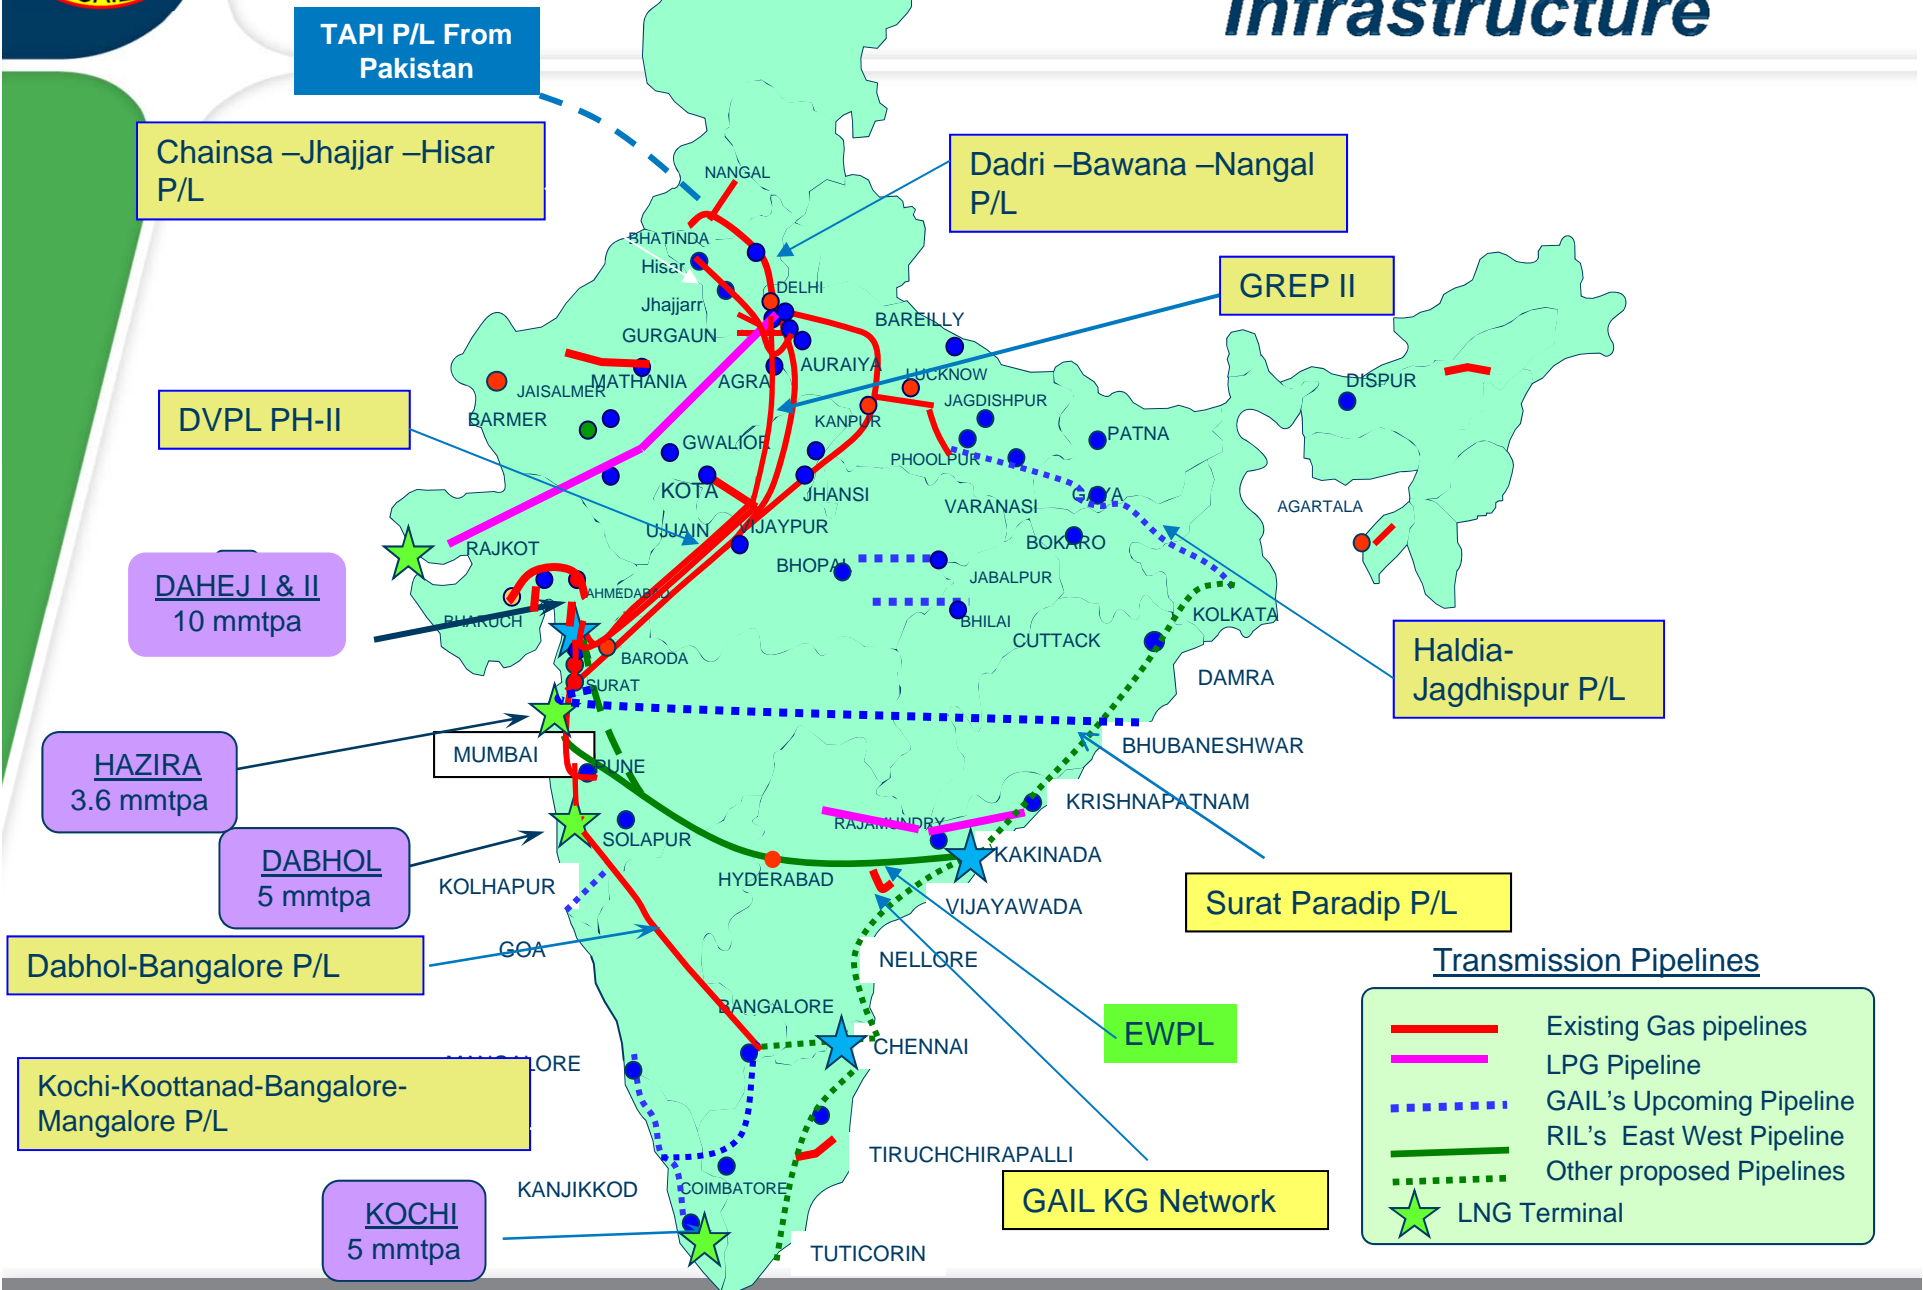 GAIL
Infrastructure
TAPI P/L From
Pakistan
Chainsa –Jhajjar –Hisar
P/L
Dadri –Bawana –Nangal
P/L
NANGAL
BHATINDA
Hisar
DELHI
GREP II
Jhajjarr
GURGAUN
BAREILLY
AURAIYA
LUCKNOW
MATHANIA
AGRA
JAISALMER
DISPUR
JAGDISHPUR
DVPL PH-II
BARMER
KANPUR
GWALIOR
PATNA
PHOOLPUR
KOTA
JHANSI
GAYA
VARANASI
AGARTALA
UJJAIN
VIJAYPUR
RAJKOT
BOKARO
BHOPAL
JABALPUR
DAHEJ I & II
10 mmtpa
AHMEDABAD
BHARUCH
BHILAI
KOLKATA
CUTTACK
Haldia-
Jagdhispur P/L
BARODA
SURAT
DAMRA
HAZIRA
3.6 mmtpa
MUMBAI
PUNE
BHUBANESHWAR
KRISHNAPATNAM
RAJAMUNDRY
SOLAPUR
DABHOL
5 mmtpa
KAKINADA
KOLHAPUR
HYDERABAD
VIJAYAWADA
Surat Paradip P/L
GOA
Dabhol-Bangalore P/L
NELLORE
Transmission Pipelines
BANGALORE
EWPL
CHENNAI
Existing Gas pipelines
LPG Pipeline
GAIL's Upcoming Pipeline
RIL's East West Pipeline
Other proposed Pipelines
LNG Terminal
MANGALORE
Kochi-Koottanad-Bangalore-
Mangalore P/L
TIRUCHCHIRAPALLI
KANJIKKOD
COIMBATORE
GAIL KG Network
KOCHI
5 mmtpa
TUTICORIN